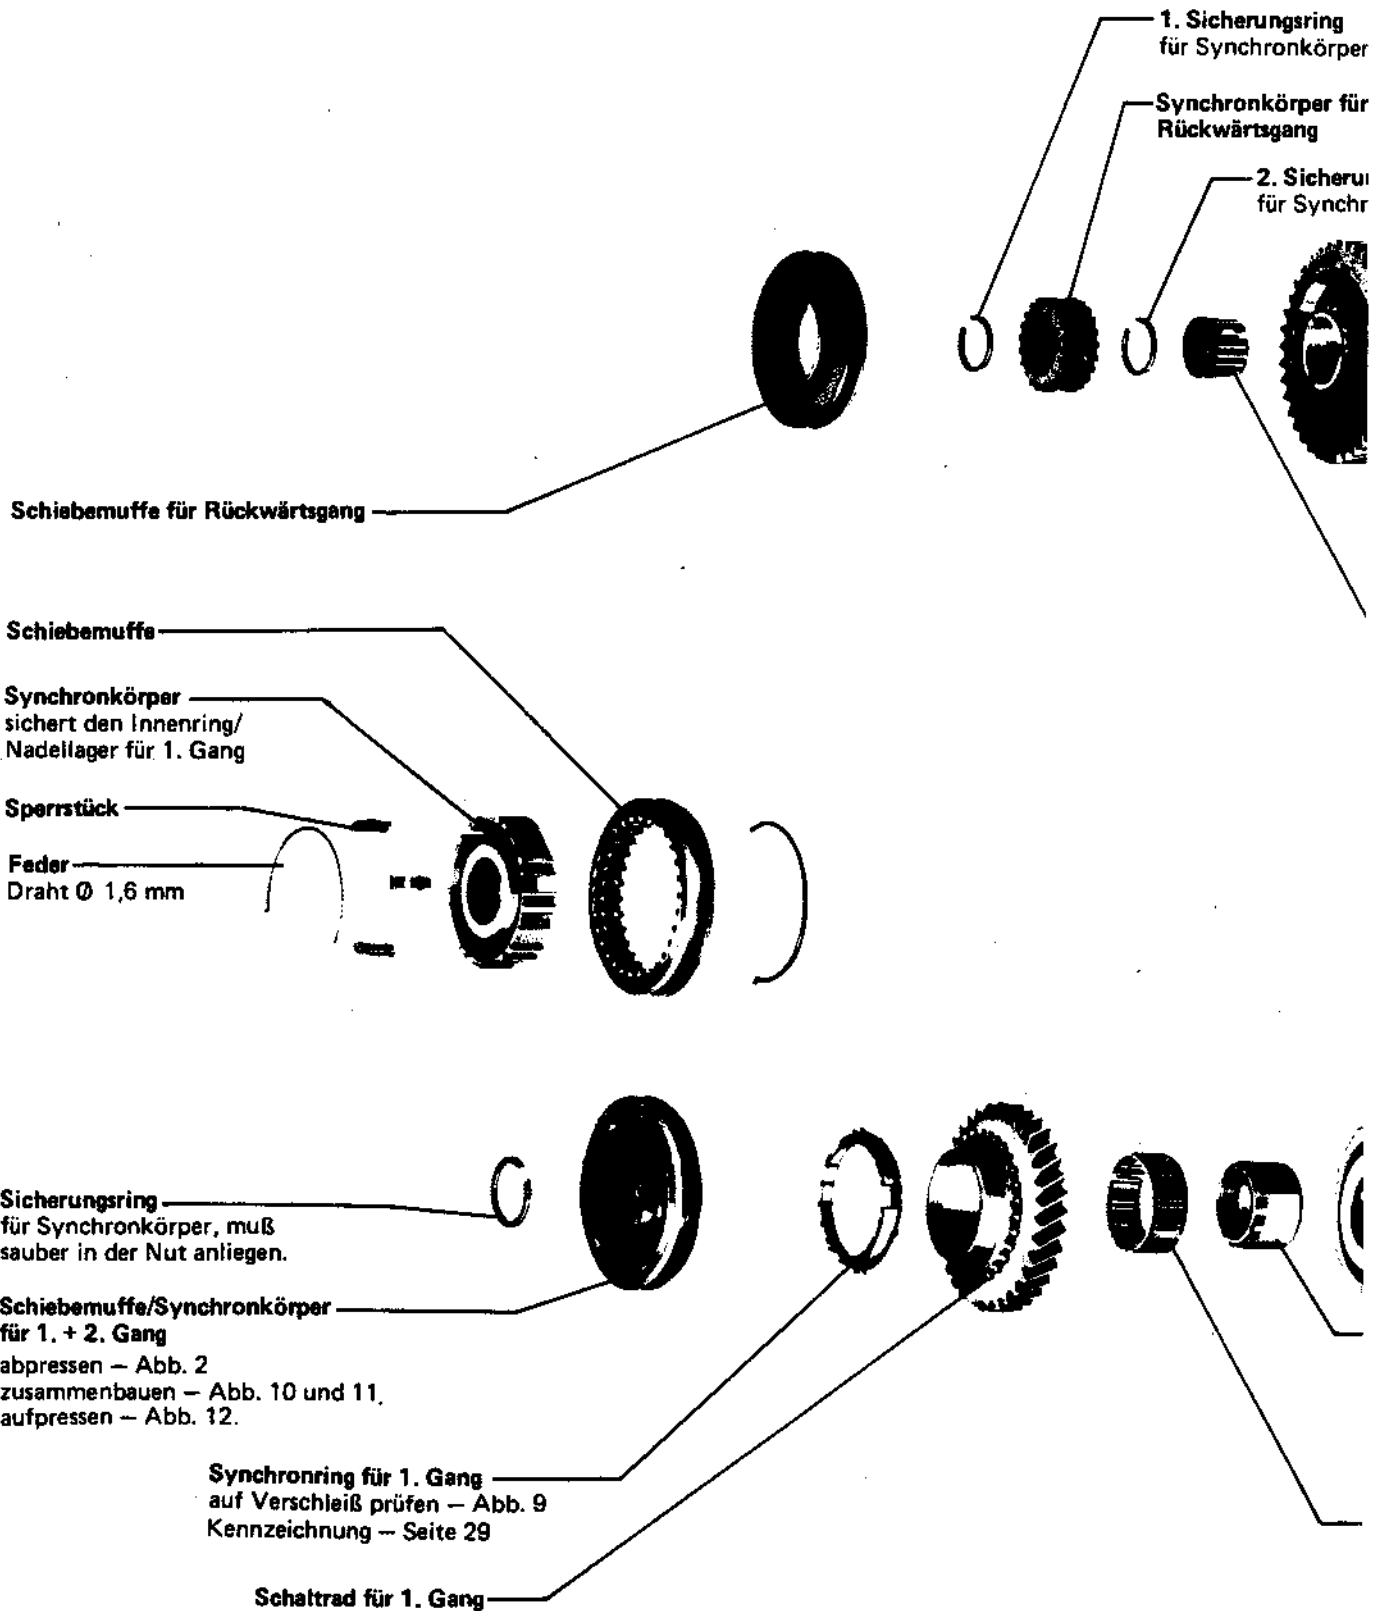 1. Sicherungsring
für Synchronkörper
Synchronkörper für
Rückwärtsgang
2.
für
Schiebemuffe für Rückwärtsgang
Schiebemuffe
Synchronkörper
sichert den Innenring/
Nadellager für 1. Gang
Sperrstück
Feder
Draht Ø 1,6 mm
Sicherungsring
für Synchronkörper, muß
sauber in der Nut anliegen.
Schiebemuffe/Synchronkörper
für 1. + 2. Gang
abpressen — Abb. 2
zusammenbauen — Abb. 10 und 11.
aufpressen — Abb. 12.
Synchronring für 1. Gang
auf Verschleiß prüfen — Abb. 9
Kennzeichnung — Seite 29
Schaltrad für 1. Gang